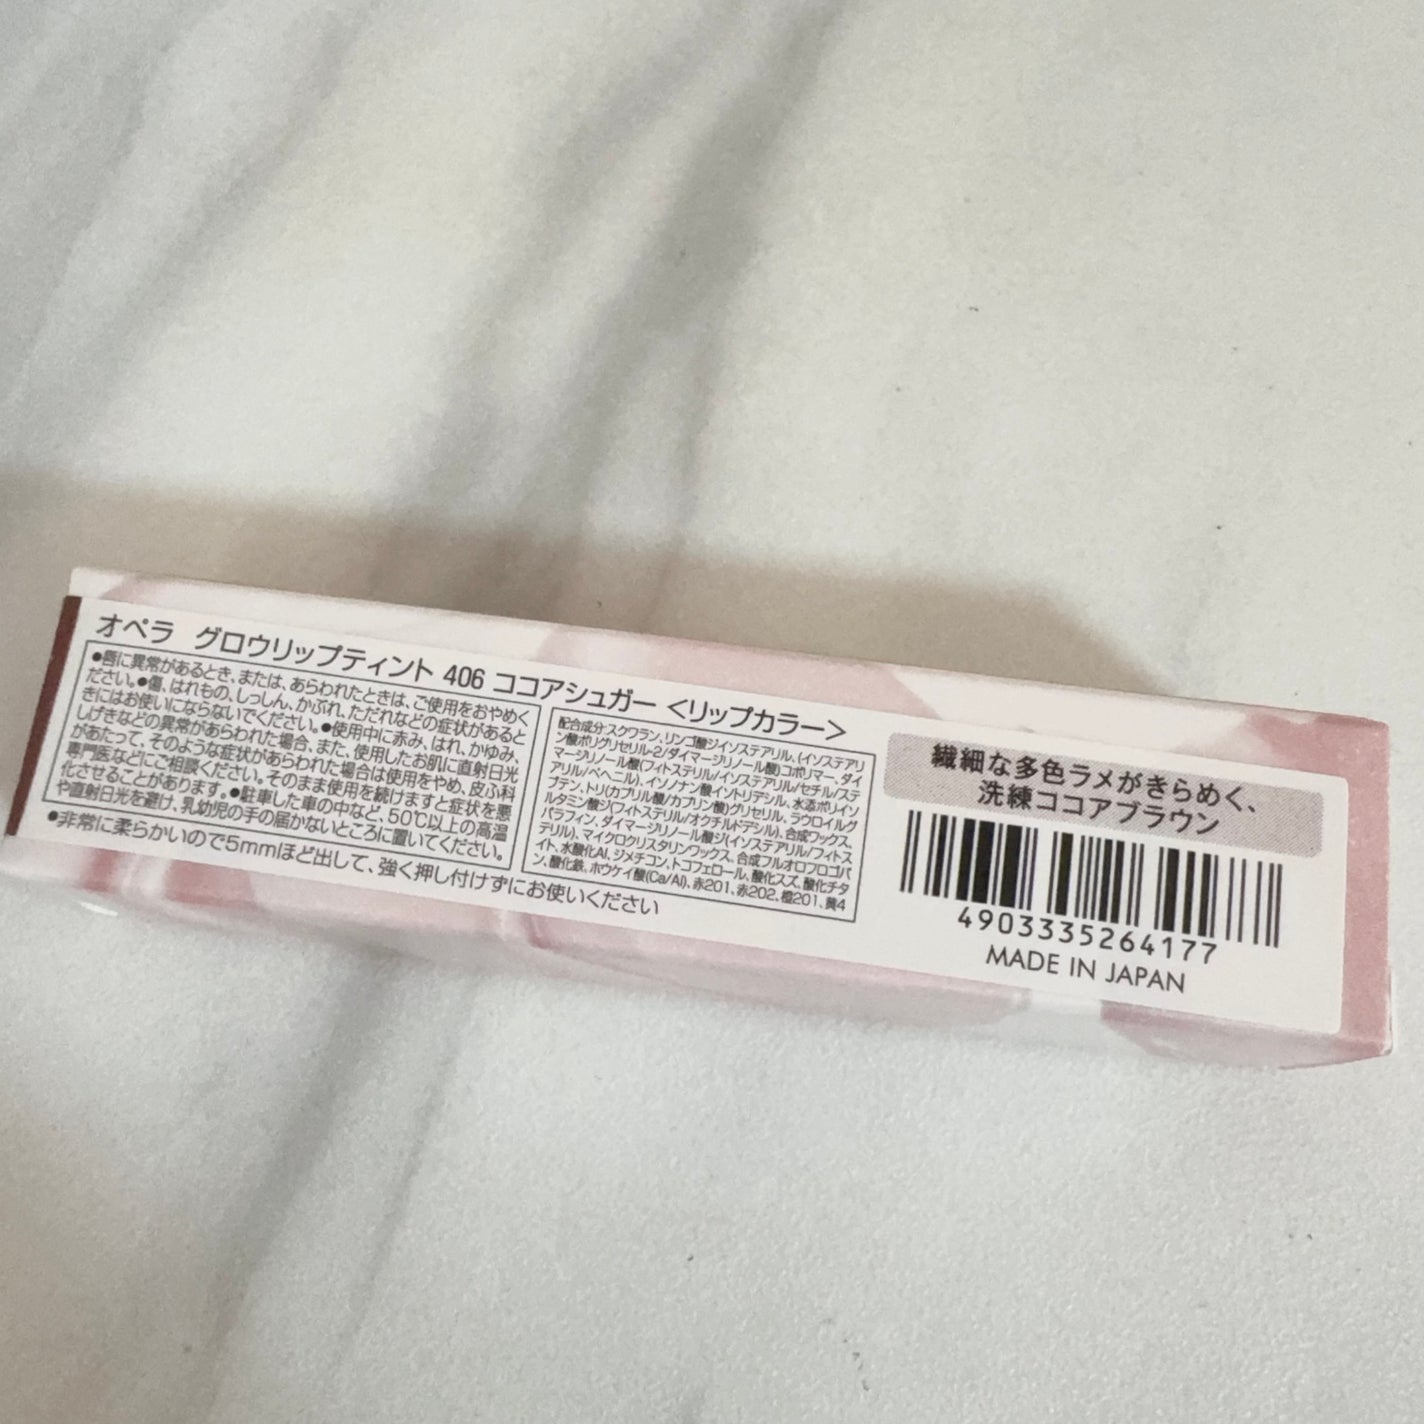 オペラ グロウリップティント 406 ココアシュガー <リップカラー>
●唇に異常があるとき、または、あらわれたときは、ご使用をおやめく
ださい。●傷、はれもの、しっしん、かぶれ、ただれなどの症状があると
きにはお使いにならないでください。●使用中に赤み、はれ、かゆみ、
しげきなどの異常があらわれた場合、また、使用したお肌に直射日光
があたって、そのような症状があらわれた場合は使用をやめ、皮ふ科
専門医などにご相談ください。そのまま使用を続けますと症状を悪
化させることがあります。●駐車した車の中など、50℃以上の高温
や直射日光を避け、乳幼児の手の届かないところに置いてください。
●非常に柔らかいので5mmほど出して、強く押し付けずにお使いください
配合成分:スクワラン、リンゴ酸ジイソステアリル、(イソステアリ
ン酸ポリグリセリル-2/ダイマージリノール酸)コポリマー、ダイ
マージリノール酸(フィトステリル/イソステアリル/セチル/ステ
アリル/ベヘニル)、イソノナン酸イソトリデシル、水添ポリイソ
ブテン、トリ(カプリル酸/カプリン酸)グリセリル、ラウロイルグ
ルタミン酸ジ(フィトステリル/オクチルドデシル)、合成ワックス、
パラフィン、ダイマージリノール酸ジ(イソステアリル/フィトス
テリル)、マイクロクリスタリンワックス、合成フルオロフロゴパ
イト、水酸化Al、ジメチコン、トコフェロール、酸化スズ、酸化チタ
ン、酸化鉄、ホウケイ酸(Ca/Al)、赤201、赤202、橙201、黄4
繊細な多色ラメがきらめく、
洗練ココアブラウン
4903335264177
MADE IN JAPAN